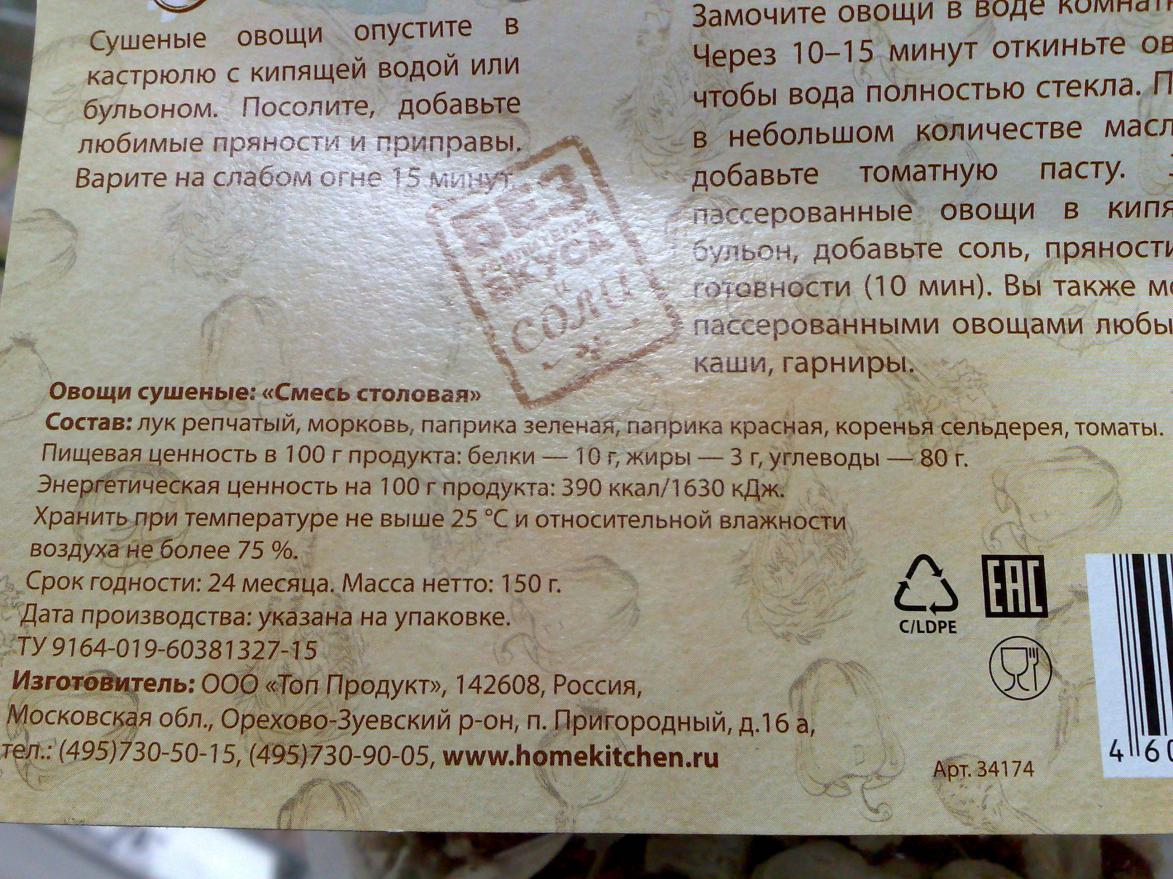 Сушеные овощи опустите в
кастрюлю с кипящей водой или
бульоном. Посолите, добавьте
любимые пряности и приправы.
Варите на слабом огне 15 минут.
Замочите овощи в воде
Через 10–15 минут откиньте
чтобы вода полностью стекла.
в небольшом количестве
добавьте томатную пасту.
пассерованные овощи в
бульон, добавьте соль, пряности
готовности (10 мин). Вы также
пассерованными овощами
каши, гарниры.
БЕЗ
ВКУСА
и
СОЛИ
Овощи сушеные: «Смесь столовая»
Состав: лук репчатый, морковь, паприка зеленая, паприка красная, коренья сельдерея, томаты.
Пищевая ценность в 100 г продукта: белки — 10 г, жиры — 3 г, углеводы — 80 г.
Энергетическая ценность на 100 г продукта: 390 ккал/1630 кДж.
Хранить при температуре не выше 25 °С и относительной влажности
воздуха не более 75 %.
Срок годности: 24 месяца. Масса нетто: 150 г.
Дата производства: указана на упаковке.
ТУ 9164-019-60381327-15
Изготовитель: ООО «Топ Продукт», 142608, Россия,
Московская обл., Орехово-Зуевский р-он, п. Пригородный, д.16 а,
тел.: (495)730-50-15, (495)730-90-05, www.homekitchen.ru
C/LDPE
EAC
4 60
Арт. 34174